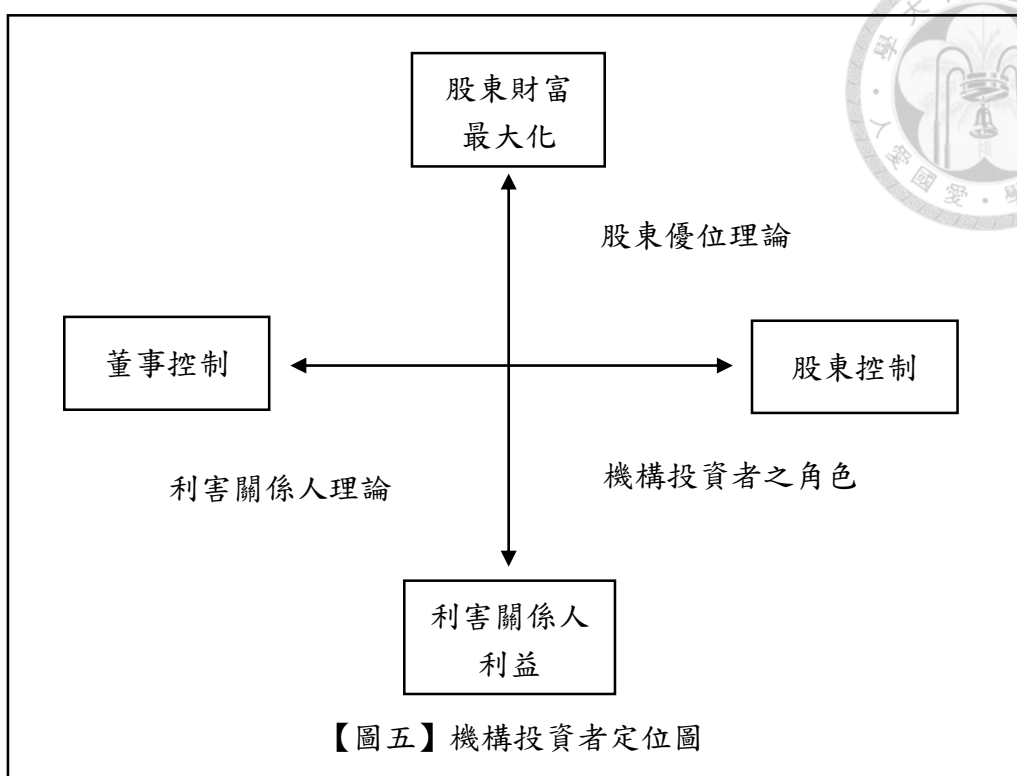 股東財富
最大化
股東優位理論
董事控制
股東控制
利害關係人理論
機構投資者之角色
利害關係人
利益
【圖五】機構投資者定位圖